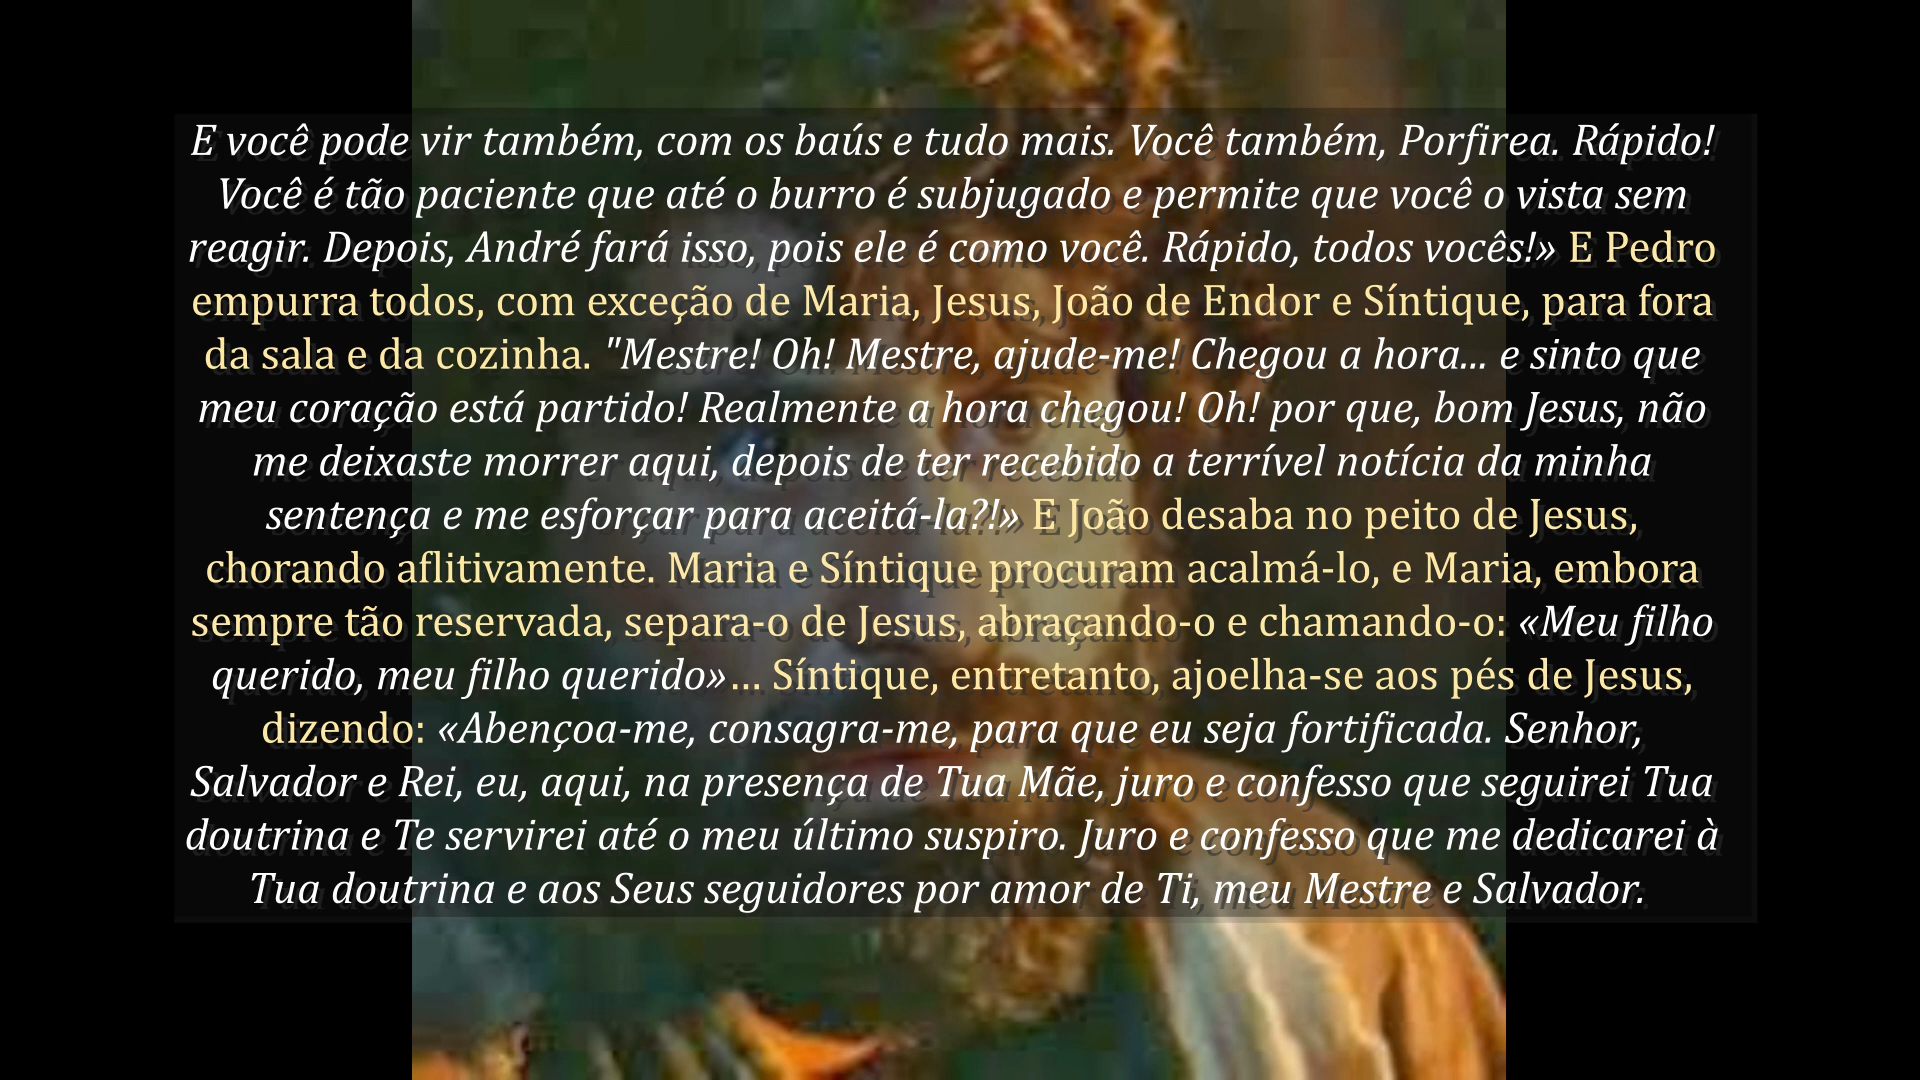 E você pode vir também, com os baús e tudo mais. Você também, Porfirea. Rápido!
Você é tão paciente que até o burro é subjugado e permite que você o vista sem
reagir. Depois, André fará isso, pois ele é como você. Rápido, todos vocês!» E Pedro
empurra todos, com exceção de Maria, Jesus, João de Endor e Síntique, para fora
da sala e da cozinha. "Mestre! Oh! Mestre, ajude-me! Chegou a hora... e sinto que
meu coração está partido! Realmente a hora chegou! Oh! por que, bom Jesus, não
me deixaste morrer aqui, depois de ter recebido a terrível notícia da minha
sentença e me esforçar para aceitá-la?!» E João desaba no peito de Jesus,
chorando aflitivamente. Maria e Síntique procuram acalmá-lo, e Maria, embora
sempre tão reservada, separa-o de Jesus, abraçando-o e chamando-o: «Meu filho
querido, meu filho querido»... Síntique, entretanto, ajoelha-se aos pés de Jesus,
dizendo: «Abençoa-me, consagra-me, para que eu seja fortificada. Senhor,
Salvador e Rei, eu, aqui, na presença de Tua Mãe, juro e confesso que seguirei Tua
doutrina e Te servirei até o meu último suspiro. Juro e confesso que me dedicarei à
Tua doutrina e aos Seus seguidores por amor de Ti, meu Mestre e Salvador.